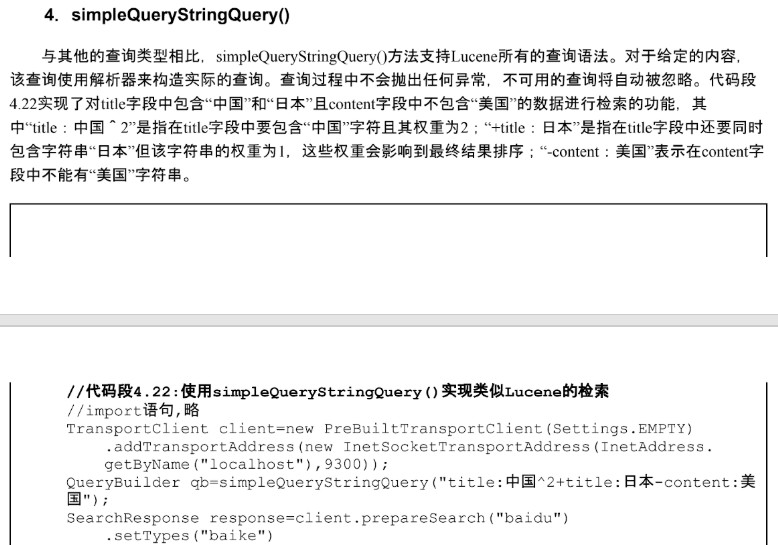 4. simpleQueryStringQuery()
与其他的查询类型相比，simpleQueryStringQuery()方法支持Lucene所有的查询语法。对于给定的内容，
该查询使用解析器来构造实际的查询。查询过程中不会抛出任何异常，不可用的查询将自动被忽略。代码段
4.22实现了对title字段中包含“中国”和“日本”且content字段中不包含“美国”的数据进行检索的功能，其
中“title：中国＾2”是指在title字段中要包含“中国”字符且其权重为2；“+title：日本”是指在title字段中还要同时
包含字符串“日本”但该字符串的权重为1，这些权重会影响到最终结果排序；“-content：美国”表示在content字
段中不能有“美国”字符串。
//代码段4.22:使用simpleQueryStringQuery()实现类似Lucene的检索
//import语句,略
TransportClient client=new PreBuiltTransportClient(Settings.EMPTY)
.addTransportAddress(new InetSocketTransportAddress(InetAddress.
getByName("localhost"),9300));
QueryBuilder qb=simpleQueryStringQuery("title:中国^2+title:日本-content:美
国");
SearchResponse response=client.prepareSearch("baidu")
.setTypes("baike")